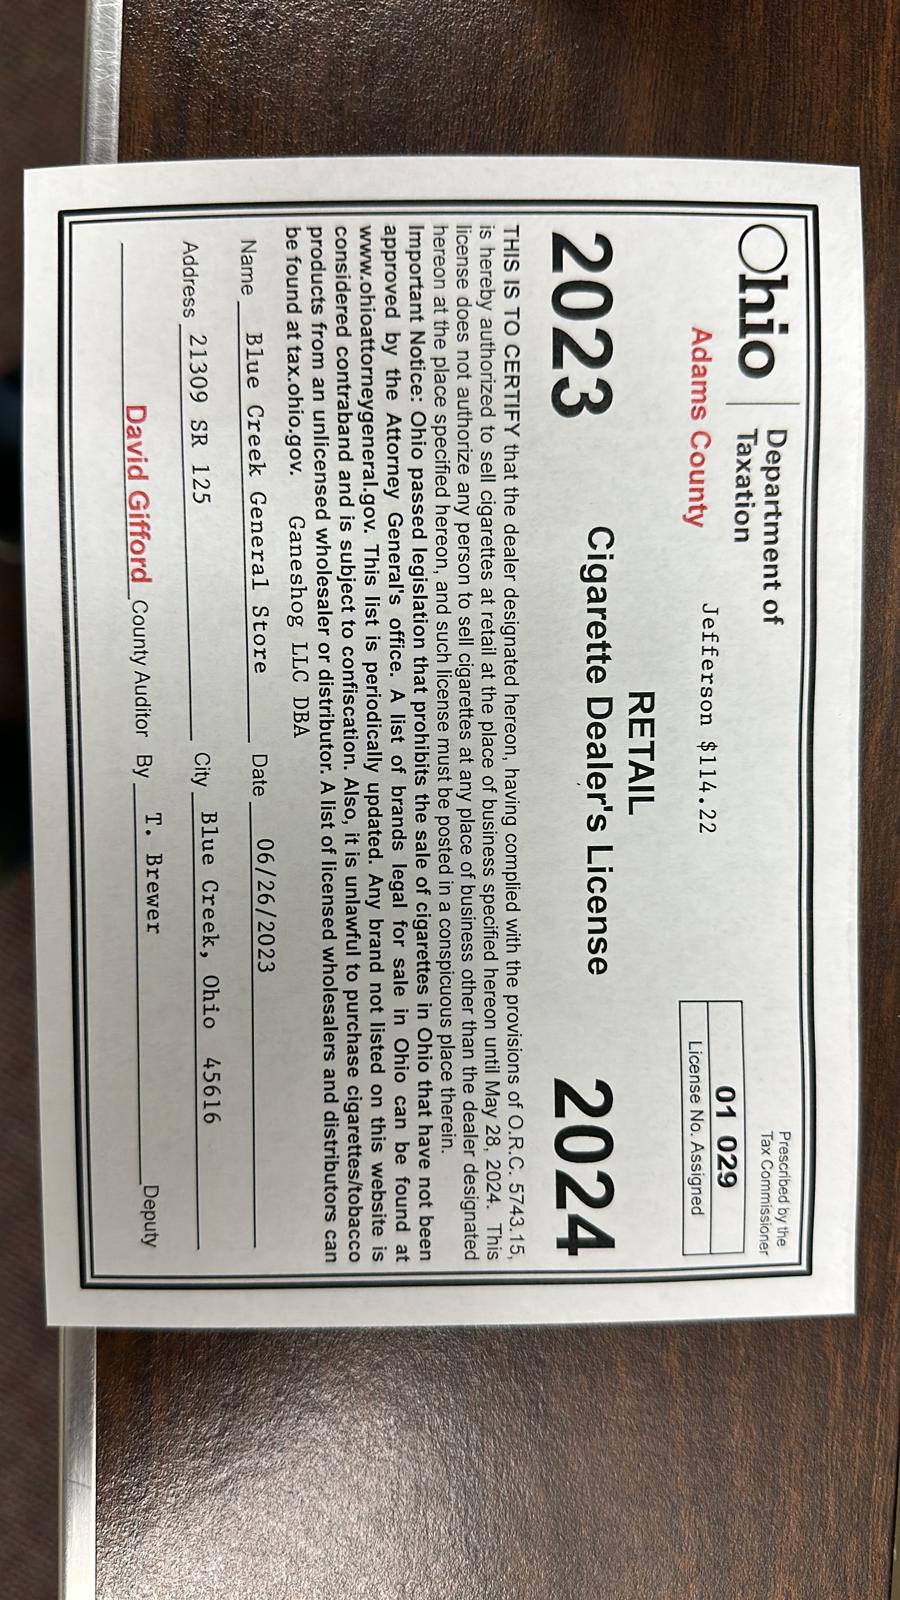 Ohio
Department of
Taxation
Prescribed by the
Tax Commissioner
Adams County
Jefferson $114.22
01 029
License No. Assigned
RETAIL
2023 Cigarette Dealer's License 2024
THIS IS TO CERTIFY that the dealer designated hereon, having complied with the provisions of O.R.C. 5743.15,
is hereby authorized to sell cigarettes at retail at the place of business specified hereon until May 28, 2024. This
license does not authorize any person to sell cigarettes at any place of business other than the dealer designated
hereon at the place specified hereon, and such license must be posted in a conspicuous place therein.
Important Notice: Ohio passed legislation that prohibits the sale of cigarettes in Ohio that have not been
approved by the Attorney General's office. A list of brands legal for sale in Ohio can be found at
www.ohioattorneygeneral.gov. This list is periodically updated. Any brand not listed on this website is
considered contraband and is subject to confiscation. Also, it is unlawful to purchase cigarettes/tobacco
products from an unlicensed wholesaler or distributor. A list of licensed wholesalers and distributors can
be found at tax.ohio.gov. Ganeshog LLC DBA
Name Blue Creek General Store Date 06/26/2023
Address 21309 SR 125 City Blue Creek, Ohio 45616
David Gifford County Auditor By T. Brewer Deputy